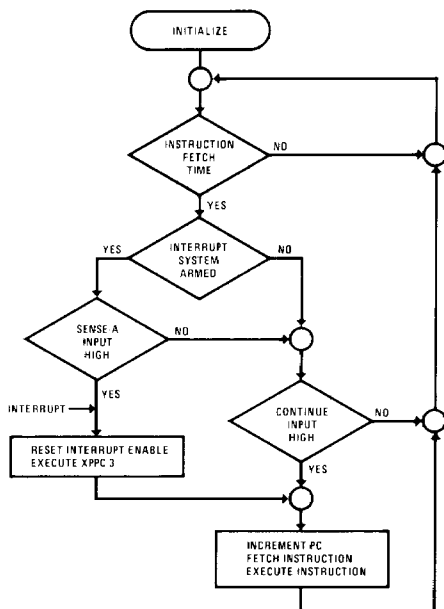 INITIALIZE
INSTRUCTION
FETCH
TIME
NO
YES
INTERRUPT
SYSTEM
ARMED
YES
NO
SENSE-A
INPUT
HIGH
NO
YES
INTERRUPT
CONTINUE
INPUT
HIGH
NO
YES
RESET INTERRUPT ENABLE
EXECUTE XPPC 3
INCREMENT PC
FETCH INSTRUCTION
EXECUTE INSTRUCTION